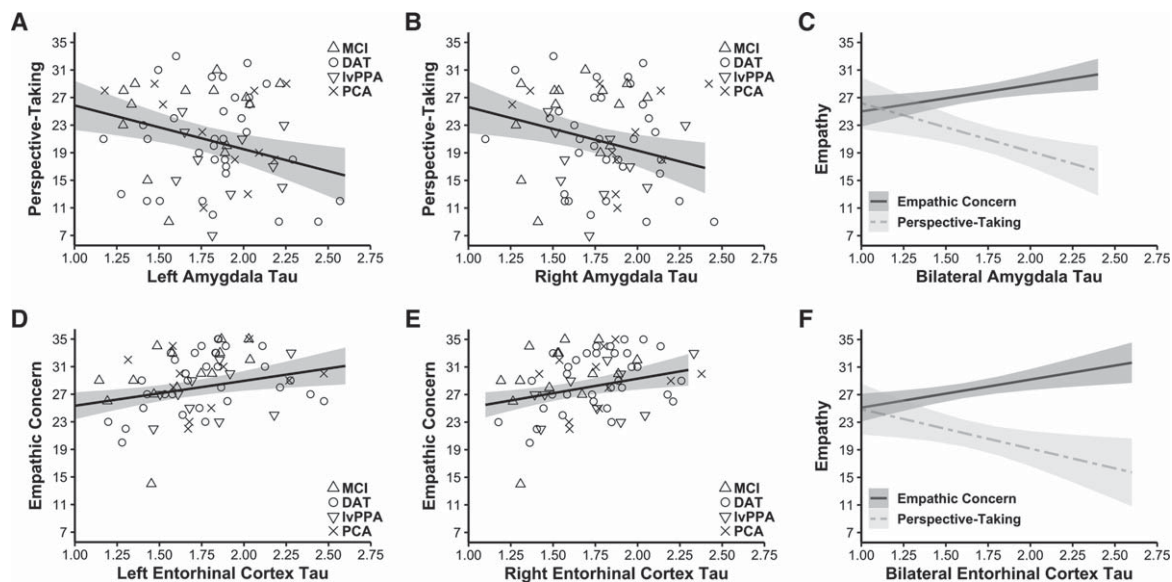 A
Perspective-Taking
35
31
27
23
19
15
11
7
MCI
DAT
lvPPA
PCA
1.00 1.25 1.50 1.75 2.00 2.25 2.50 2.75
Left Amygdala Tau
B
Perspective-Taking
35
31
27
23
19
15
11
7
MCI
DAT
lvPPA
PCA
1.00 1.25 1.50 1.75 2.00 2.25 2.50 2.75
Right Amygdala Tau
C
Empathy
35
31
27
23
19
15
11
7
Empathic Concern
Perspective-Taking
1.00 1.25 1.50 1.75 2.00 2.25 2.50 2.75
Bilateral Amygdala Tau
D
Empathic Concern
35
31
27
23
19
15
11
7
MCI
DAT
lvPPA
PCA
1.00 1.25 1.50 1.75 2.00 2.25 2.50 2.75
Left Entorhinal Cortex Tau
E
Empathic Concern
35
31
27
23
19
15
11
7
MCI
DAT
lvPPA
PCA
1.00 1.25 1.50 1.75 2.00 2.25 2.50 2.75
Right Entorhinal Cortex Tau
F
Empathy
35
31
27
23
19
15
11
7
Empathic Concern
Perspective-Taking
1.00 1.25 1.50 1.75 2.00 2.25 2.50 2.75
Bilateral Entorhinal Cortex Tau